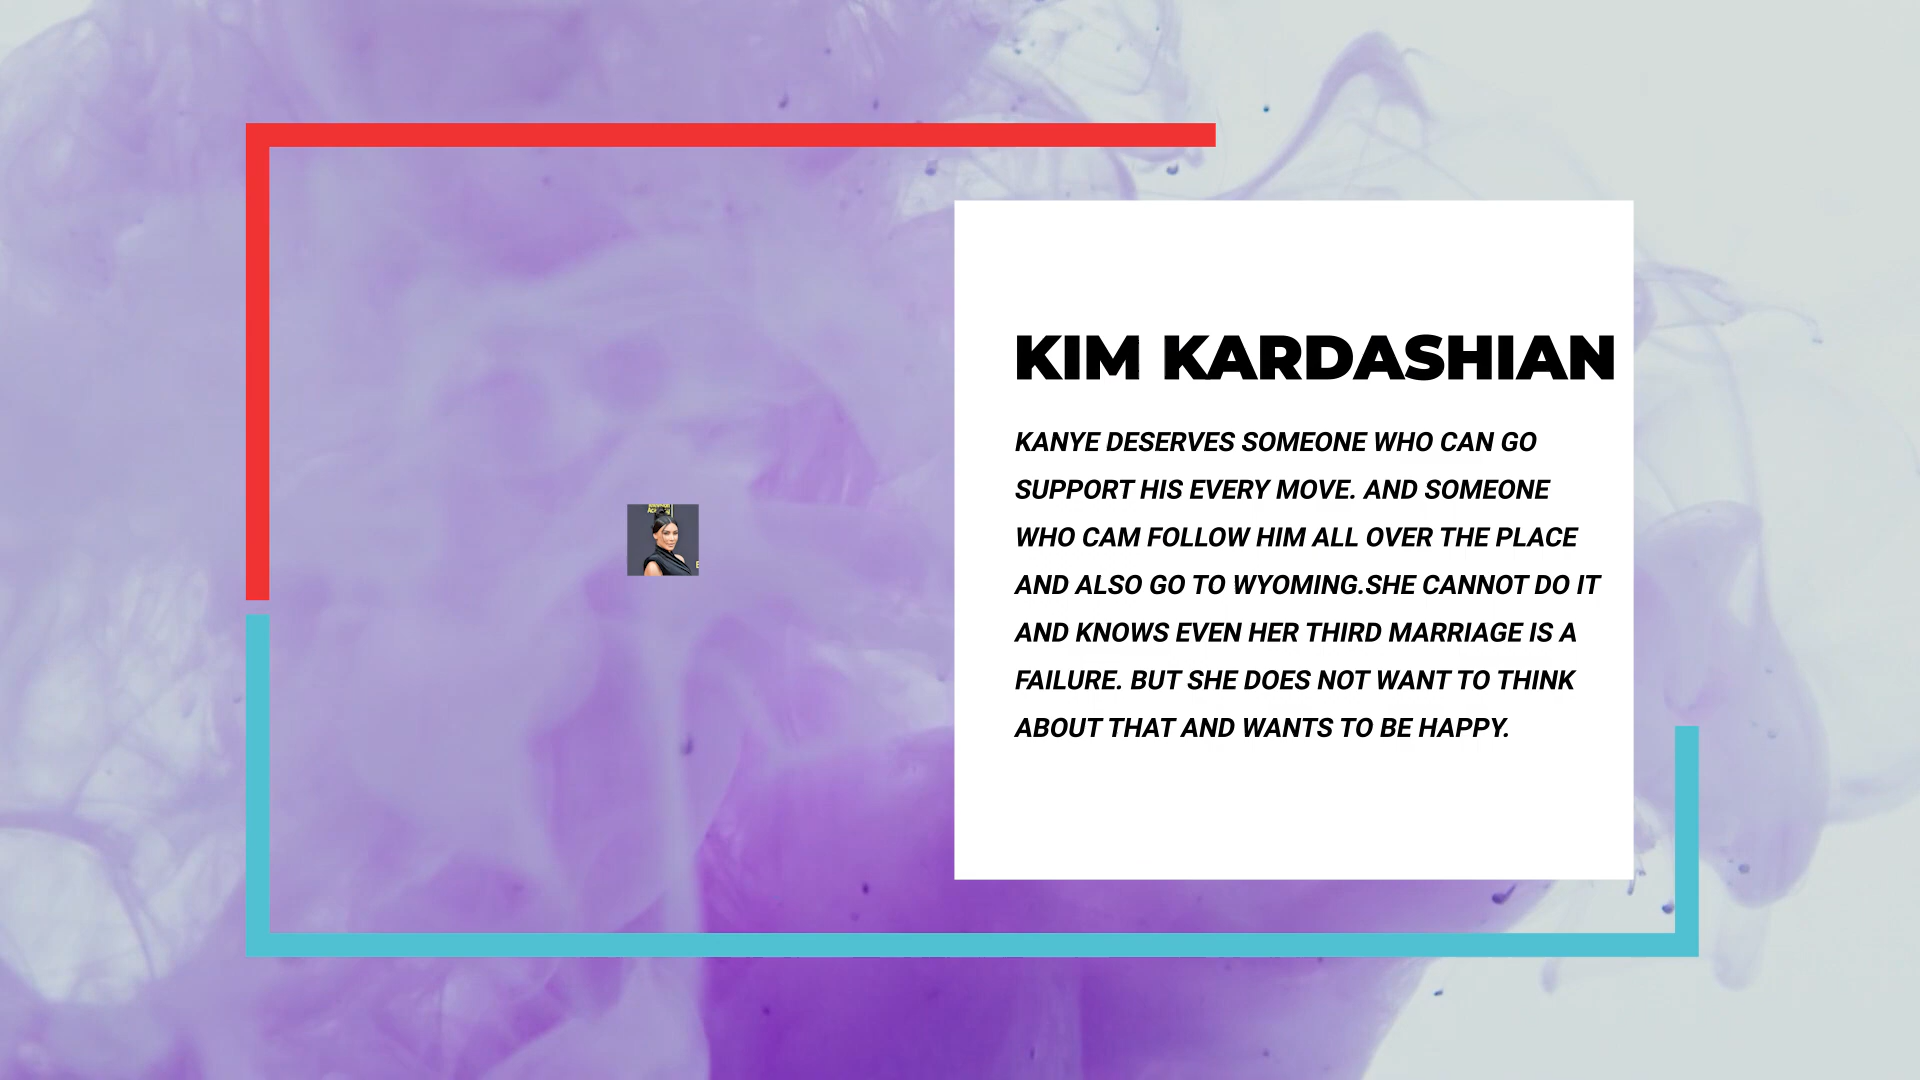 KIM KARDASHIAN
KANYE DESERVES SOMEONE WHO CAN GO
SUPPORT HIS EVERY MOVE. AND SOMEONE
WHO CAM FOLLOW HIM ALL OVER THE PLACE
AND ALSO GO TO WYOMING.SHE CANNOT DO IT
AND KNOWS EVEN HER THIRD MARRIAGE IS A
FAILURE. BUT SHE DOES NOT WANT TO THINK
ABOUT THAT AND WANTS TO BE HAPPY.